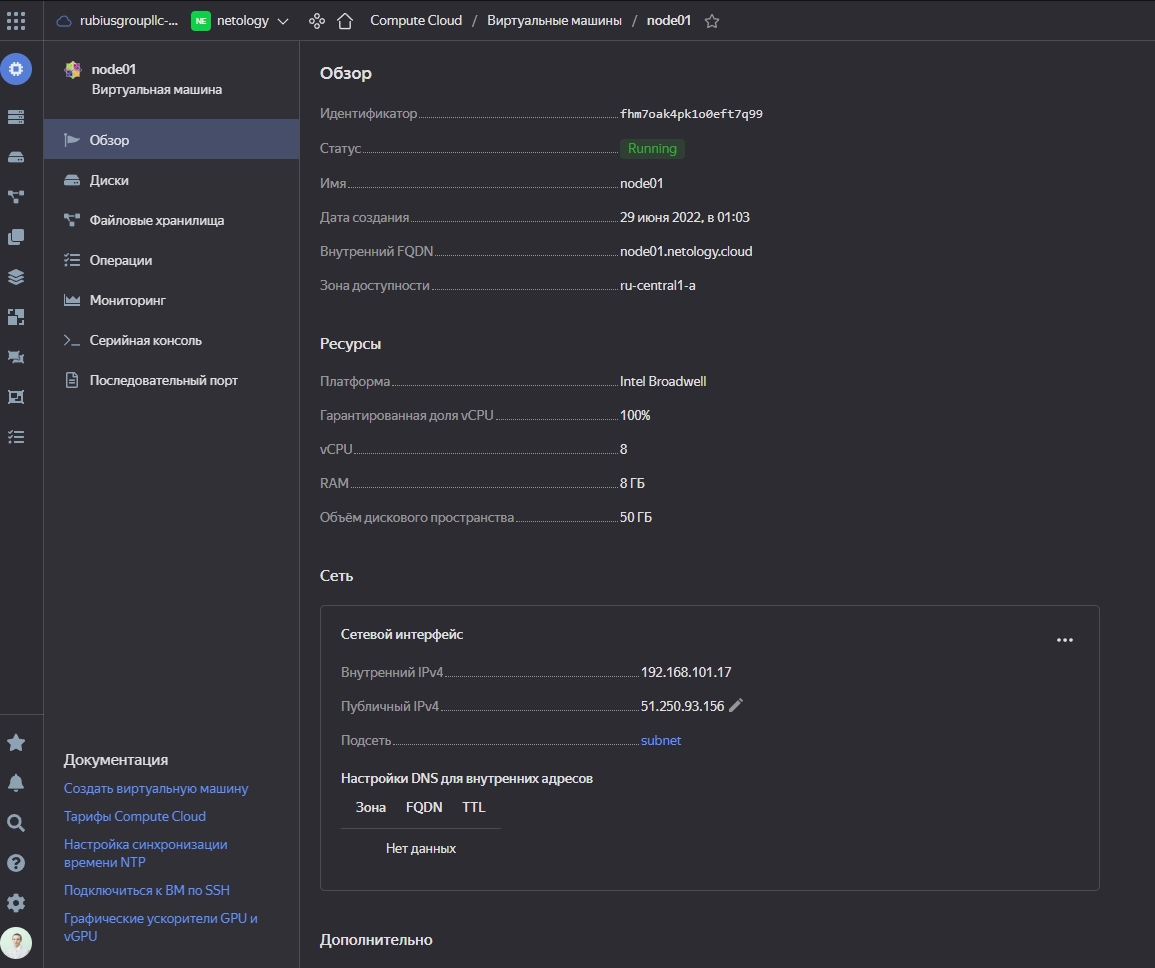 rubiusgroupllc-... NE netology Compute Cloud / Виртуальные машины / node01
node01
Виртуальная машина
Обзор
Диски
Файловые хранилища
Операции
Мониторинг
Серийная консоль
Последовательный порт
Документация
Создать виртуальную машину
Тарифы Compute Cloud
Настройка синхронизации
времени NTP
Подключиться к ВМ по SSH
Графические ускорители GPU и
vGPU
Обзор
Идентификатор fhm7oak4pk1o0eft7q99
Статус Running
Имя node01
Дата создания 29 июня 2022, в 01:03
Внутренний FQDN node01.netology.cloud
Зона доступности ru-central1-a
Ресурсы
Платформа Intel Broadwell
Гарантированная доля vCPU 100%
vCPU 8
RAM 8 ГБ
Объём дискового пространства 50 ГБ
Сеть
Сетевой интерфейс
Внутренний IPv4 192.168.101.17
Публичный IPv4 51.250.93.156
Подсеть subnet
Настройки DNS для внутренних адресов
Зона FQDN TTL
Нет данных
Дополнительно